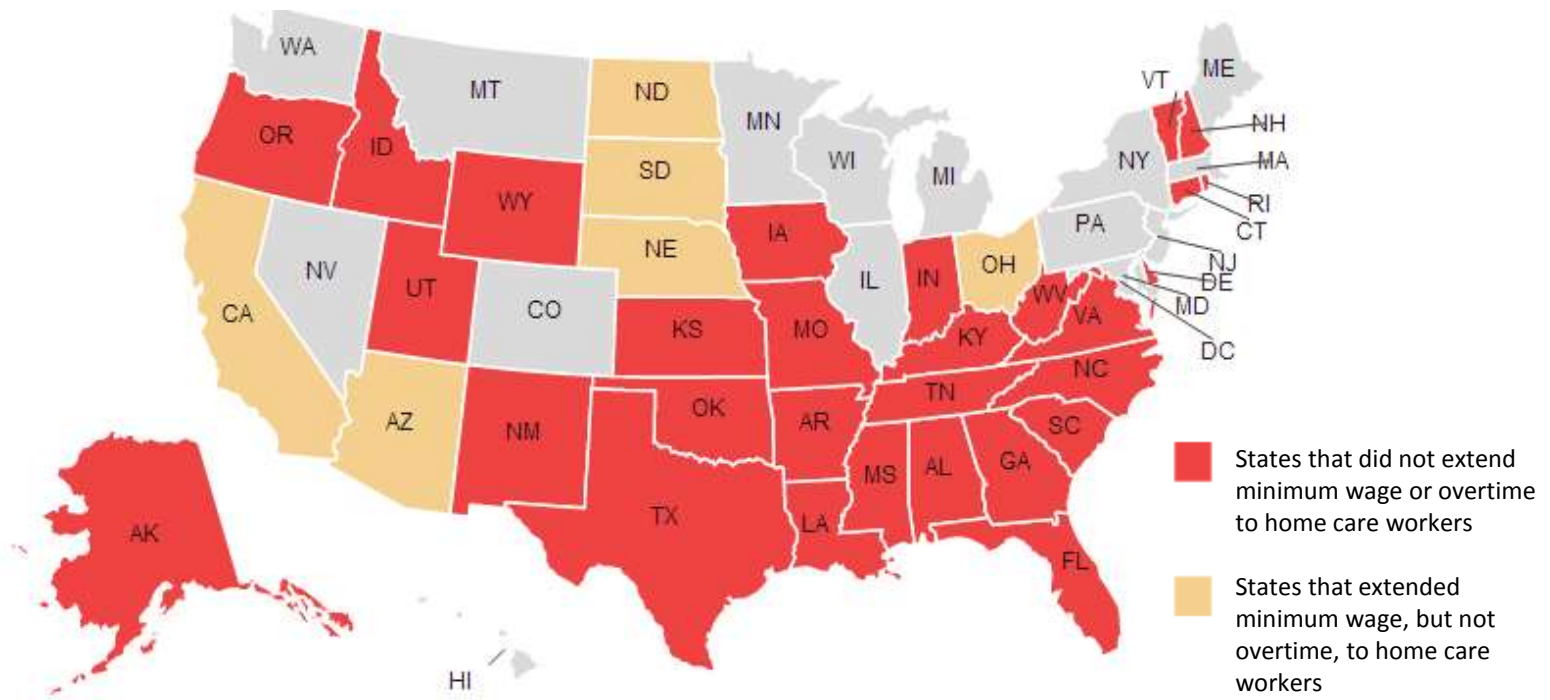 WA
MT
ND
MN
VT
ME
OR
ID
SD
WI
MI
NY
NH
MA
WY
IA
NE
PA
RI
CT
NV
UT
CO
IL
IN
OH
NJ
DE
CA
KS
MO
WV
VA
MD
KY
DC
NC
AZ
NM
OK
AR
TN
SC
MS
AL
GA
TX
LA
FL
AK
HI
States that did not extend
minimum wage or overtime
to home care workers
States that extended
minimum wage, but not
overtime, to home care
workers